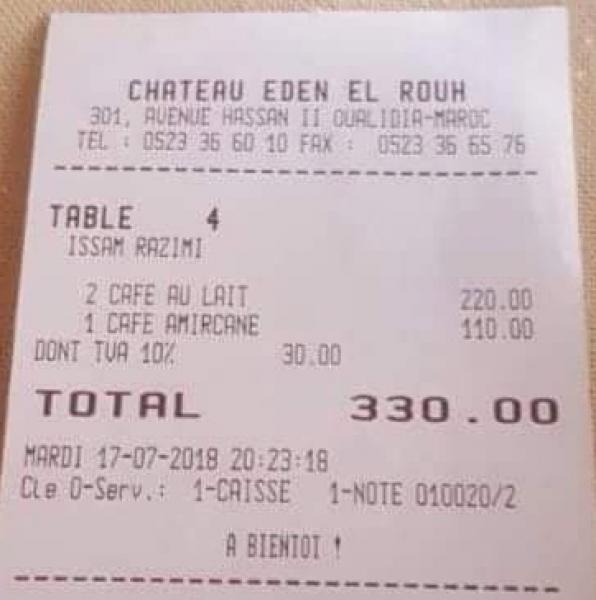 CHATEAU EDEN EL ROUH
301, AVENUE HASSAN II OUALIDIA-MAROC
TEL : 0523 36 60 10 FAX : 0523 36 65 76
TABLE 4
ISSAM RAZIMI
2 CAFE AU LAIT 220.00
1 CAFE AMIRCANE 110.00
DONT TVA 10% 30.00
TOTAL 330.00
MARDI 17-07-2018 20:23:18
Cle O-Serv.: 1-CAISSE 1-NOTE 010020/2
A BIENTOT !